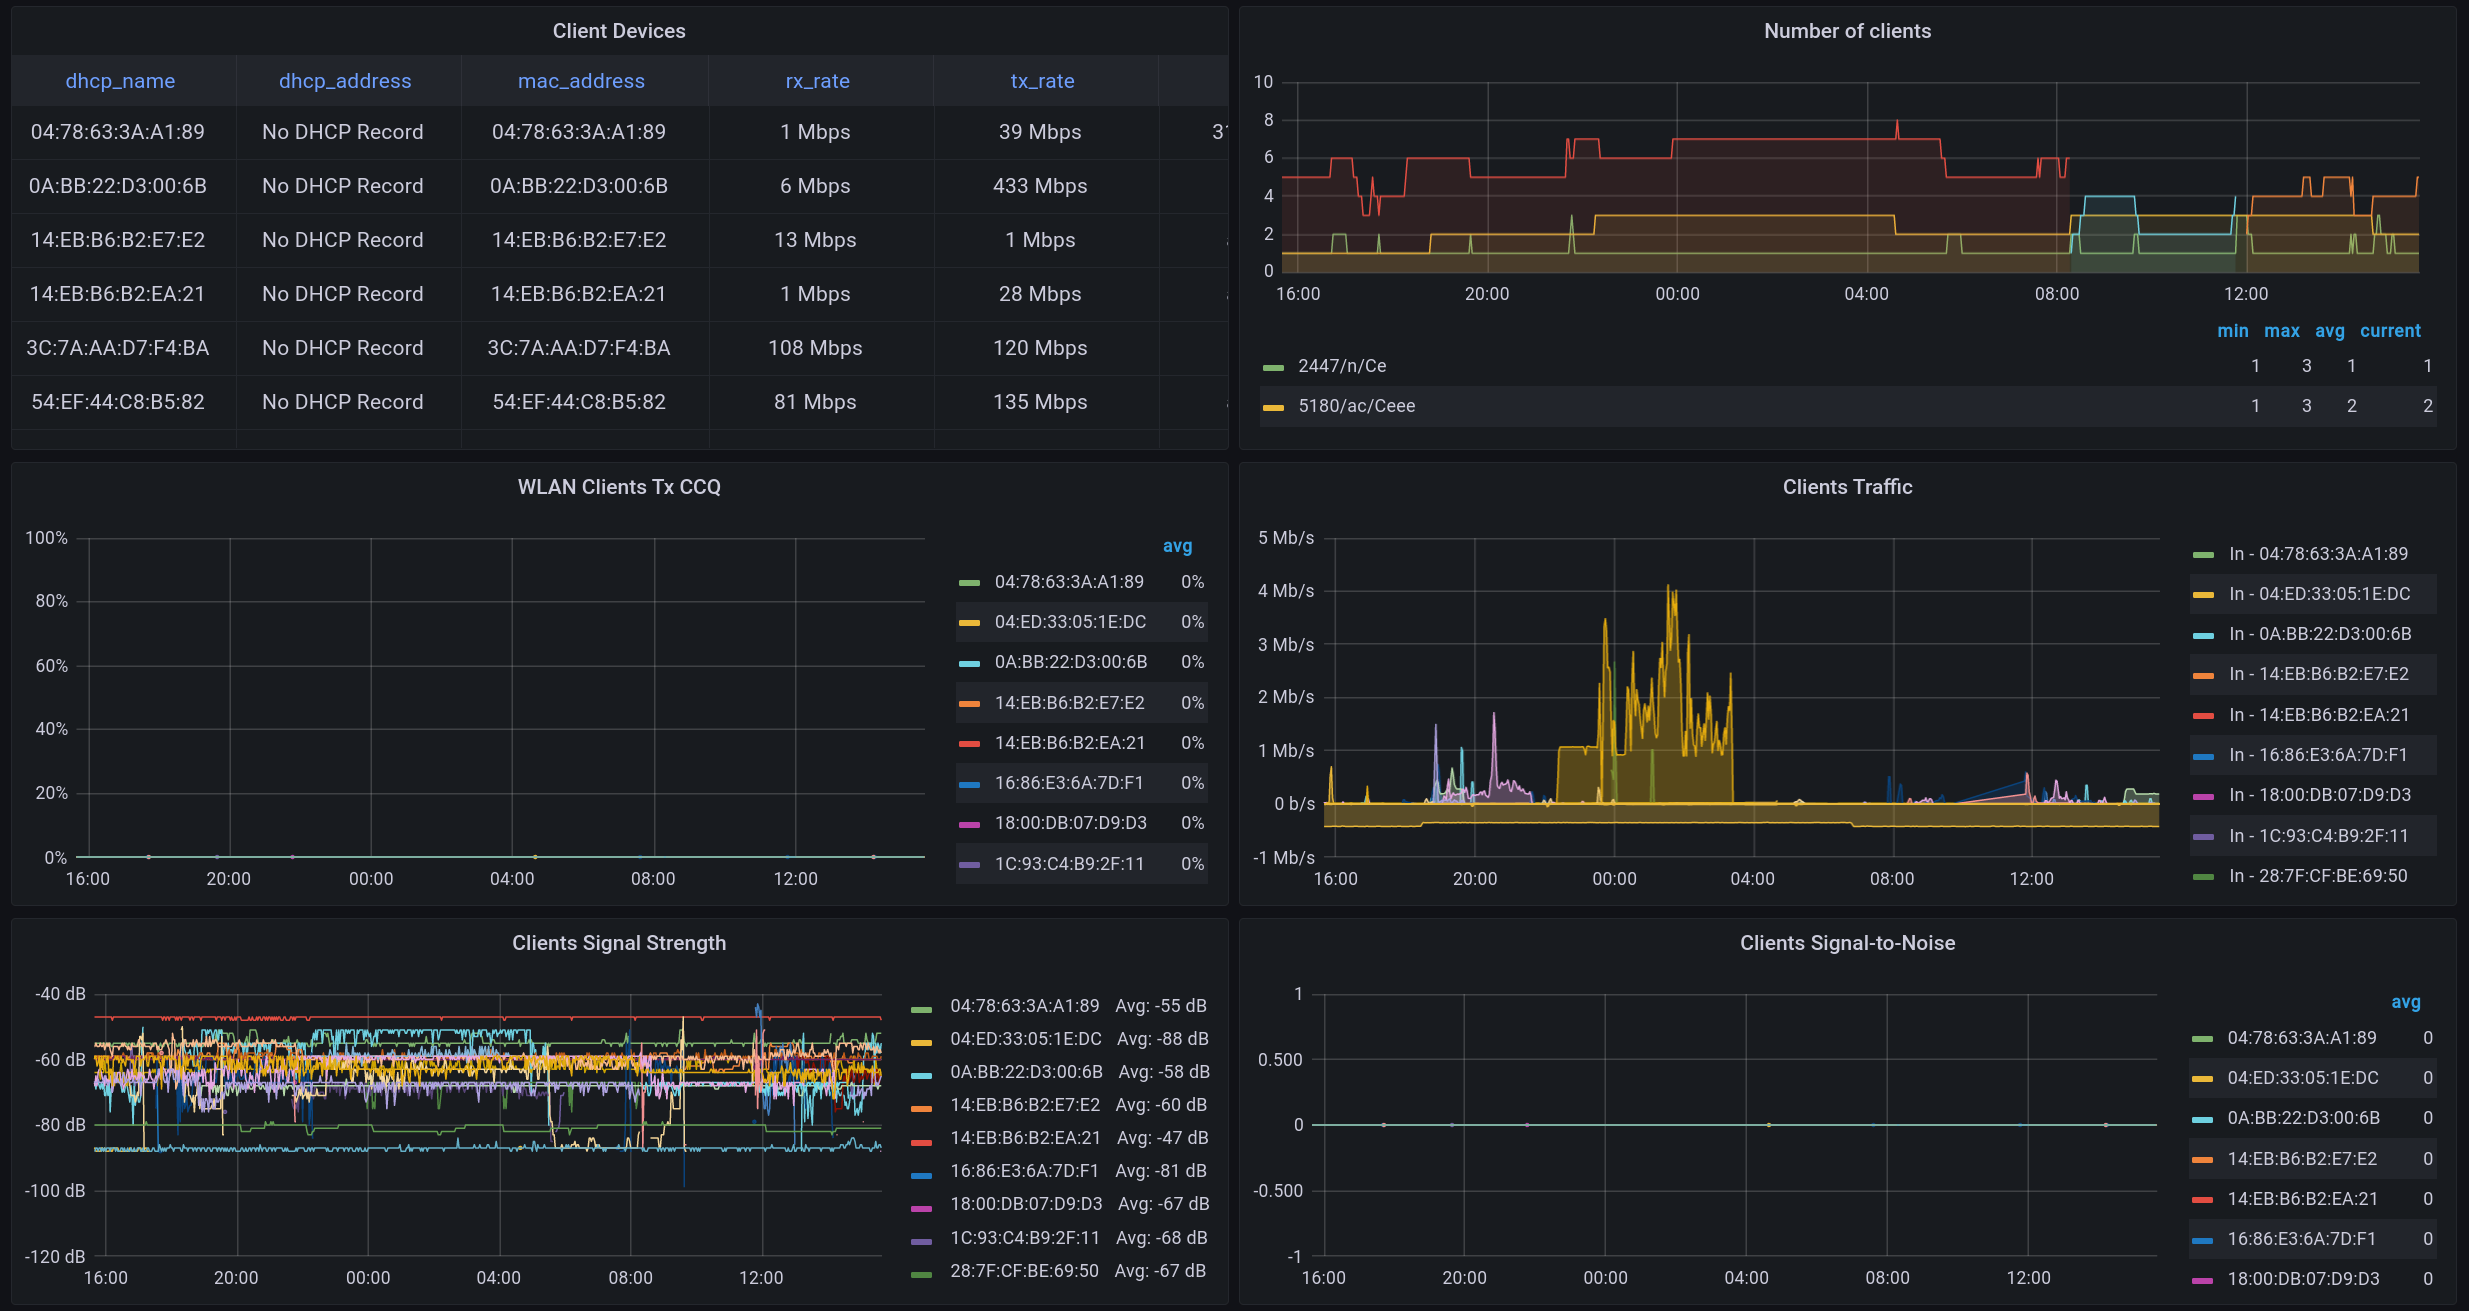 Client Devices
dhcp_name dhcp_address mac_address rx_rate tx_rate
04:78:63:3A:A1:89 No DHCP Record 04:78:63:3A:A1:89 1 Mbps 39 Mbps
0A:BB:22:D3:00:6B No DHCP Record 0A:BB:22:D3:00:6B 6 Mbps 433 Mbps
14:EB:B6:B2:E7:E2 No DHCP Record 14:EB:B6:B2:E7:E2 13 Mbps 1 Mbps
14:EB:B6:B2:EA:21 No DHCP Record 14:EB:B6:B2:EA:21 1 Mbps 28 Mbps
3C:7A:AA:D7:F4:BA No DHCP Record 3C:7A:AA:D7:F4:BA 108 Mbps 120 Mbps
54:EF:44:C8:B5:82 No DHCP Record 54:EF:44:C8:B5:82 81 Mbps 135 Mbps
Number of clients
10
8
6
4
2
0
16:00 20:00 00:00 04:00 08:00 12:00
min max avg current
2447/n/Ce 1 3 1 1
5180/ac/Ceee 1 3 2 2
WLAN Clients Tx CCQ
100%
80%
60%
40%
20%
0%
16:00 20:00 00:00 04:00 08:00 12:00
avg
04:78:63:3A:A1:89 0%
04:ED:33:05:1E:DC 0%
0A:BB:22:D3:00:6B 0%
14:EB:B6:B2:E7:E2 0%
14:EB:B6:B2:EA:21 0%
16:86:E3:6A:7D:F1 0%
18:00:DB:07:D9:D3 0%
1C:93:C4:B9:2F:11 0%
Clients Traffic
5 Mb/s
4 Mb/s
3 Mb/s
2 Mb/s
1 Mb/s
0 b/s
-1 Mb/s
16:00 20:00 00:00 04:00 08:00 12:00
In - 04:78:63:3A:A1:89
In - 04:ED:33:05:1E:DC
In - 0A:BB:22:D3:00:6B
In - 14:EB:B6:B2:E7:E2
In - 14:EB:B6:B2:EA:21
In - 16:86:E3:6A:7D:F1
In - 18:00:DB:07:D9:D3
In - 1C:93:C4:B9:2F:11
In - 28:7F:CF:BE:69:50
Clients Signal Strength
-40 dB
-60 dB
-80 dB
-100 dB
-120 dB
16:00 20:00 00:00 04:00 08:00 12:00
04:78:63:3A:A1:89 Avg: -55 dB
04:ED:33:05:1E:DC Avg: -88 dB
0A:BB:22:D3:00:6B Avg: -58 dB
14:EB:B6:B2:E7:E2 Avg: -60 dB
14:EB:B6:B2:EA:21 Avg: -47 dB
16:86:E3:6A:7D:F1 Avg: -81 dB
18:00:DB:07:D9:D3 Avg: -67 dB
1C:93:C4:B9:2F:11 Avg: -68 dB
28:7F:CF:BE:69:50 Avg: -67 dB
Clients Signal-to-Noise
1
0.500
0
-0.500
-1
16:00 20:00 00:00 04:00 08:00 12:00
avg
04:78:63:3A:A1:89 0
04:ED:33:05:1E:DC 0
0A:BB:22:D3:00:6B 0
14:EB:B6:B2:E7:E2 0
14:EB:B6:B2:EA:21 0
16:86:E3:6A:7D:F1 0
18:00:DB:07:D9:D3 0